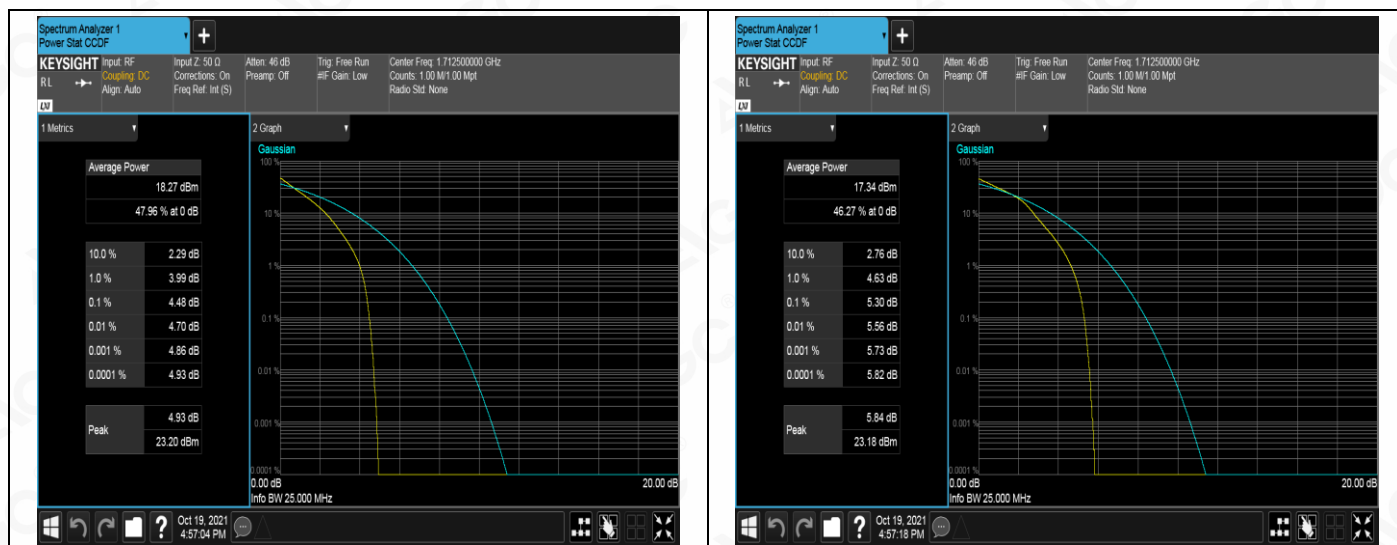 Spectrum Analyzer 1
Power Stat CCDF
+
KEYSIGHT Input: RF Input Z: 50 Ω Atten: 46 dB Trig: Free Run Center Freq: 1.712500000 GHz
RL Coupling: DC Corrections: On Preamp: Off #IF Gain: Low Counts: 1.00 M/1.00 Mpt
Align: Auto Freq Ref: Int (S) Radio Std: None
LXI
1 Metrics 2 Graph
Gaussian
Average Power
18.27 dBm
47.96 % at 0 dB
10.0 % 2.29 dB
1.0 % 3.99 dB
0.1 % 4.48 dB
0.01 % 4.70 dB
0.001 % 4.86 dB
0.0001 % 4.93 dB
Peak 4.93 dB
23.20 dBm
100 %
10 %
1 %
0.1 %
0.01 %
0.001 %
0.0001 %
0.00 dB 20.00 dB
Info BW 25.000 MHz
? Oct 19, 2021
4:57:04 PM
Spectrum Analyzer 1
Power Stat CCDF
+
KEYSIGHT Input: RF Input Z: 50 Ω Atten: 46 dB Trig: Free Run Center Freq: 1.712500000 GHz
RL Coupling: DC Corrections: On Preamp: Off #IF Gain: Low Counts: 1.00 M/1.00 Mpt
Align: Auto Freq Ref: Int (S) Radio Std: None
LXI
1 Metrics 2 Graph
Gaussian
Average Power
17.34 dBm
46.27 % at 0 dB
10.0 % 2.76 dB
1.0 % 4.63 dB
0.1 % 5.30 dB
0.01 % 5.56 dB
0.001 % 5.73 dB
0.0001 % 5.82 dB
Peak 5.84 dB
23.18 dBm
100 %
10 %
1 %
0.1 %
0.01 %
0.001 %
0.0001 %
0.00 dB 20.00 dB
Info BW 25.000 MHz
? Oct 19, 2021
4:57:18 PM